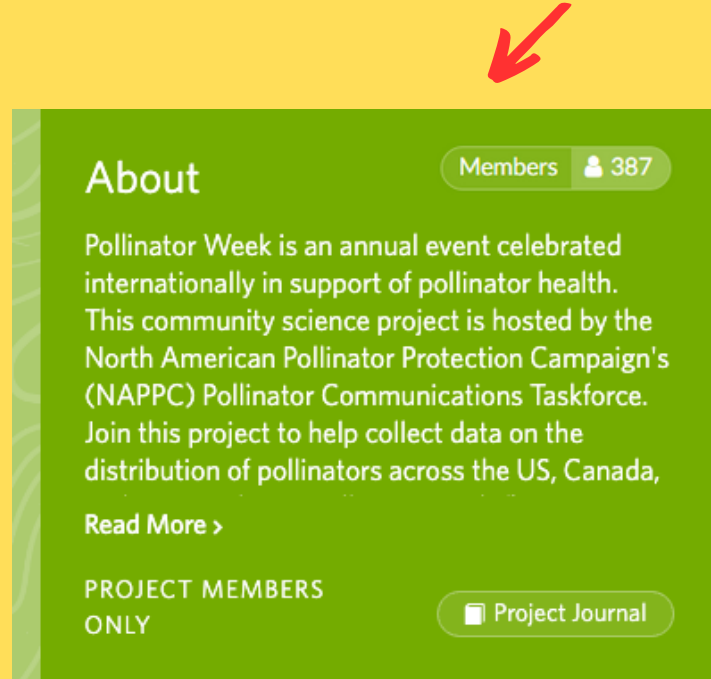 About
Members 387
Pollinator Week is an annual event celebrated
internationally in support of pollinator health.
This community science project is hosted by the
North American Pollinator Protection Campaign's
(NAPPC) Pollinator Communications Taskforce.
Join this project to help collect data on the
distribution of pollinators across the US, Canada,
Read More >
PROJECT MEMBERS
ONLY
Project Journal